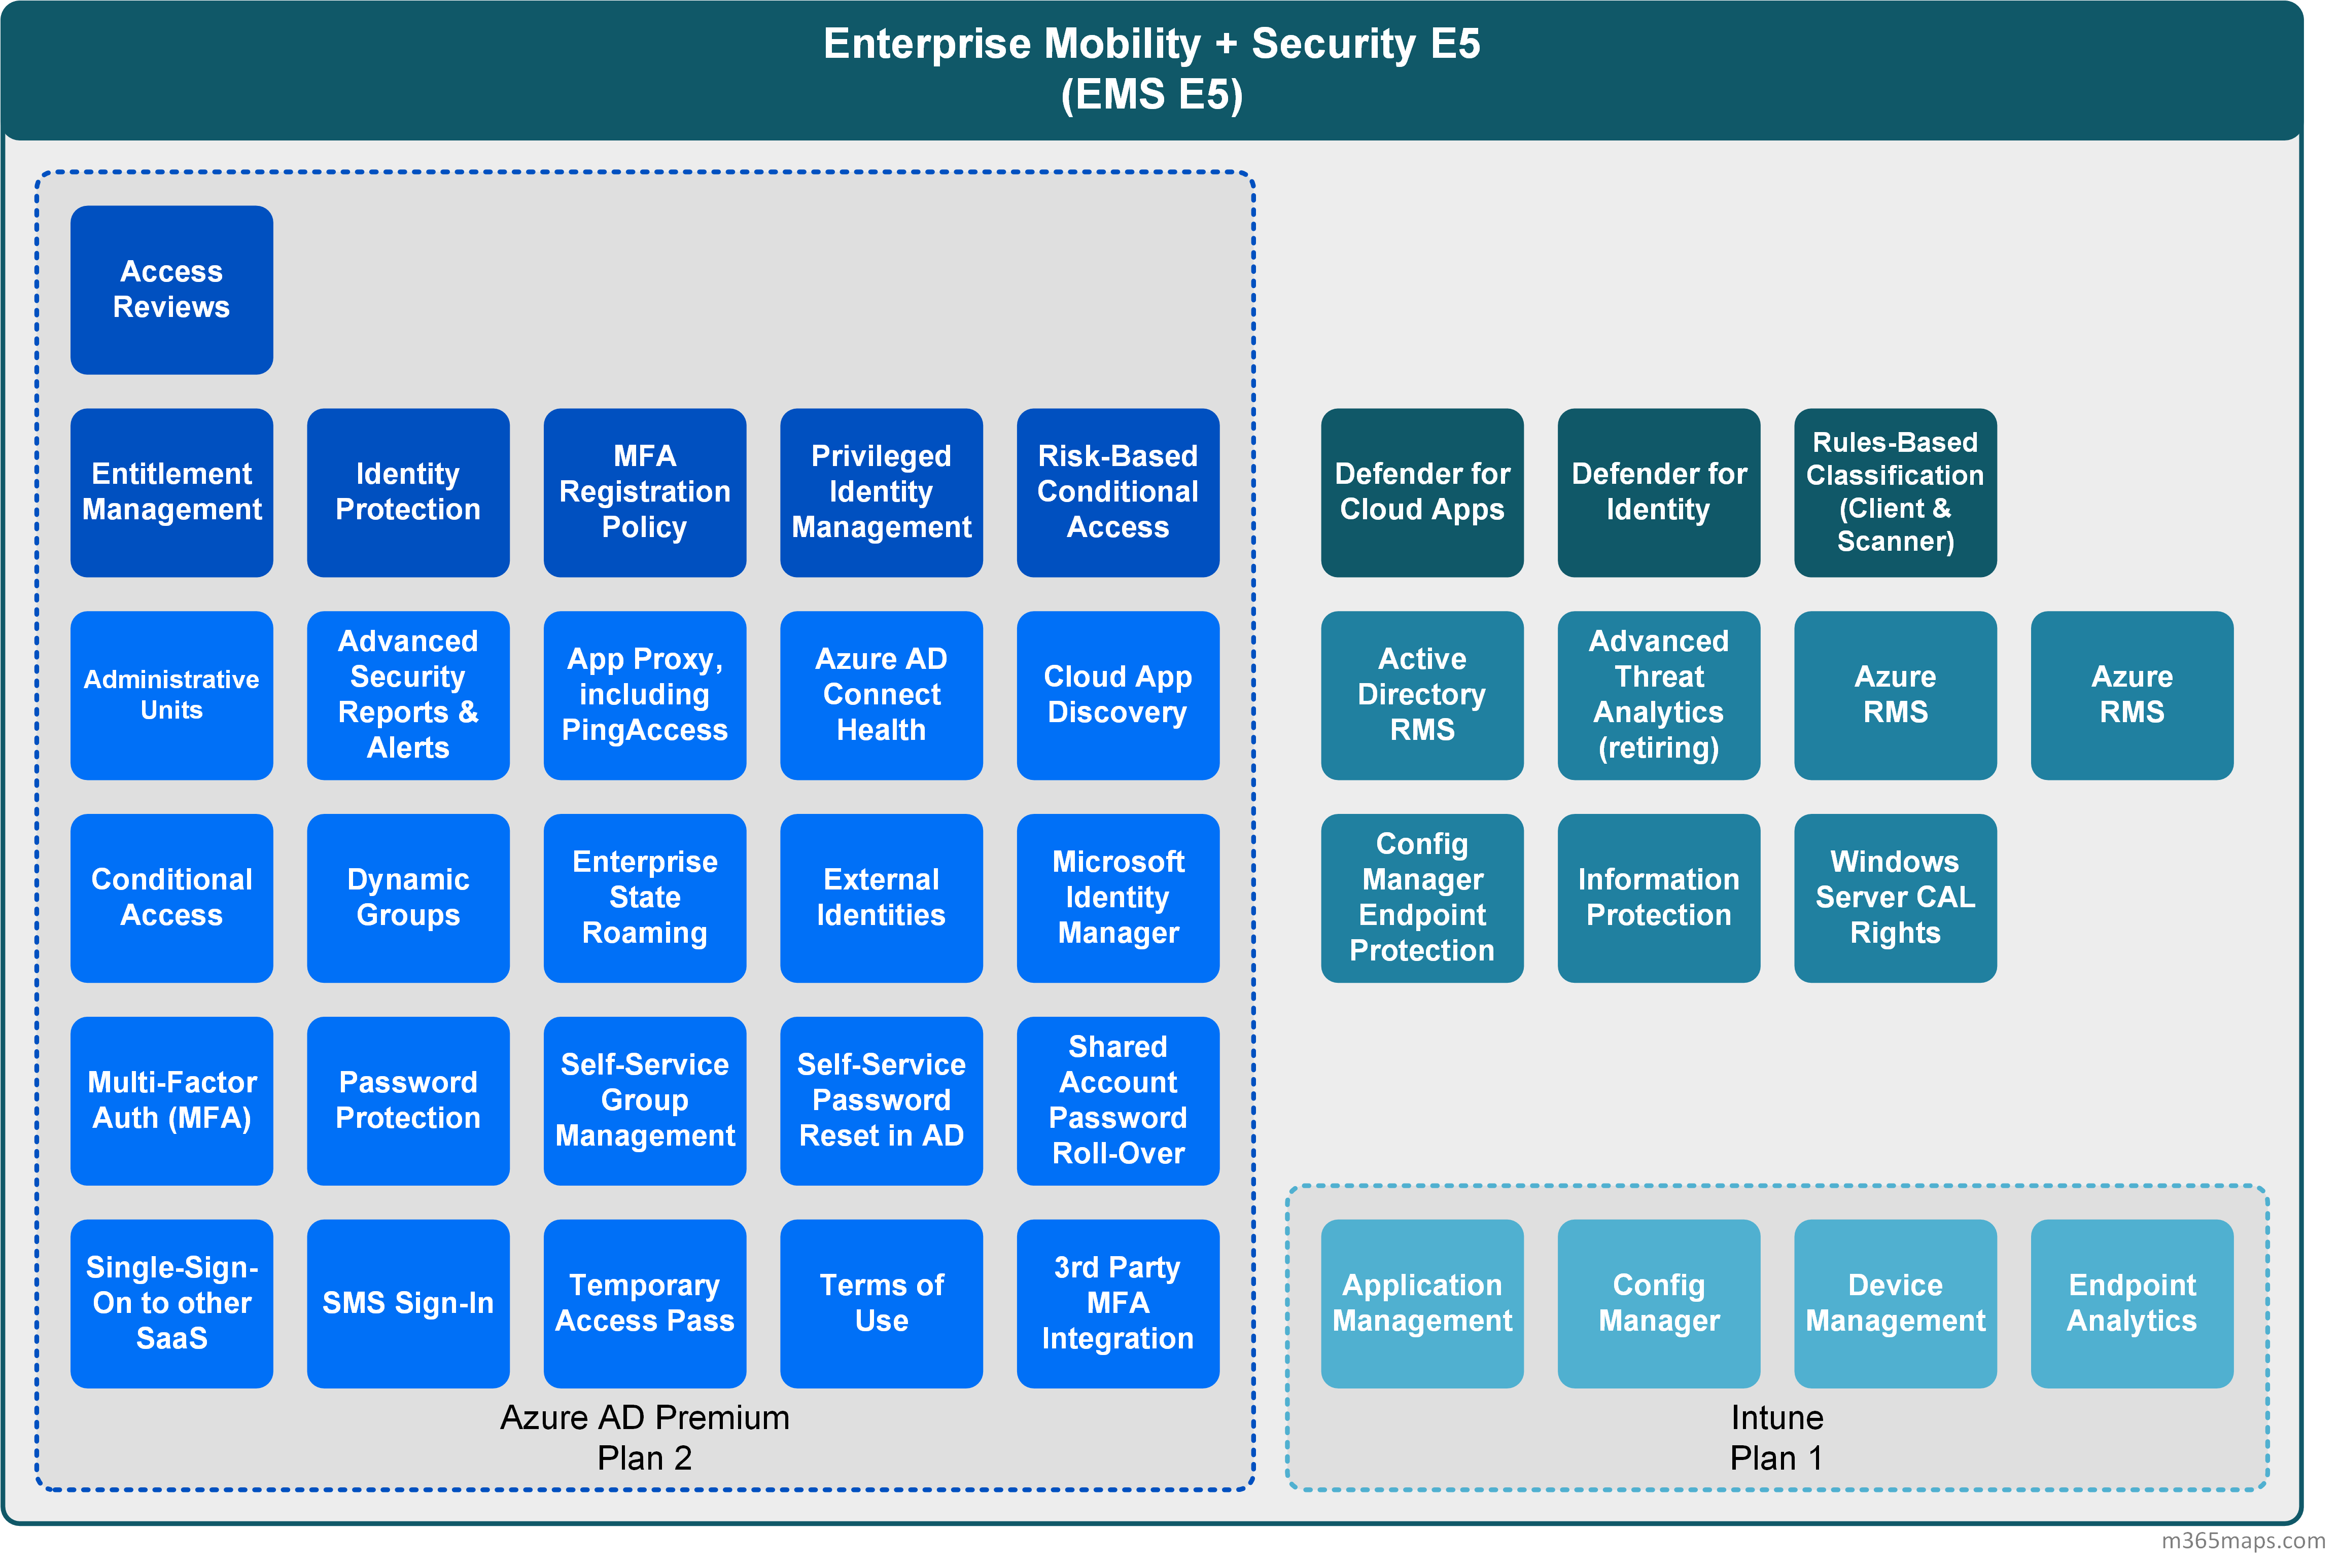 Enterprise Mobility + Security E5
(EMS E5)
Access
Reviews
Entitlement
Management
Identity
Protection
MFA
Registration
Policy
Privileged
Identity
Management
Risk-Based
Conditional
Access
Defender for
Cloud Apps
Defender for
Identity
Rules-Based
Classification
(Client &
Scanner)
Administrative
Units
Advanced
Security
Reports &
Alerts
App Proxy,
including
PingAccess
Azure AD
Connect
Health
Cloud App
Discovery
Active
Directory
RMS
Advanced
Threat
Analytics
(retiring)
Azure
RMS
Azure
RMS
Conditional
Access
Dynamic
Groups
Enterprise
State
Roaming
External
Identities
Microsoft
Identity
Manager
Config
Manager
Endpoint
Protection
Information
Protection
Windows
Server CAL
Rights
Multi-Factor
Auth (MFA)
Password
Protection
Self-Service
Group
Management
Self-Service
Password
Reset in AD
Shared
Account
Password
Roll-Over
Single-Sign-
On to other
SaaS
SMS Sign-In
Temporary
Access Pass
Terms of
Use
3rd Party
MFA
Integration
Application
Management
Config
Manager
Device
Management
Endpoint
Analytics
Azure AD Premium
Plan 2
Intune
Plan 1
m365maps.com